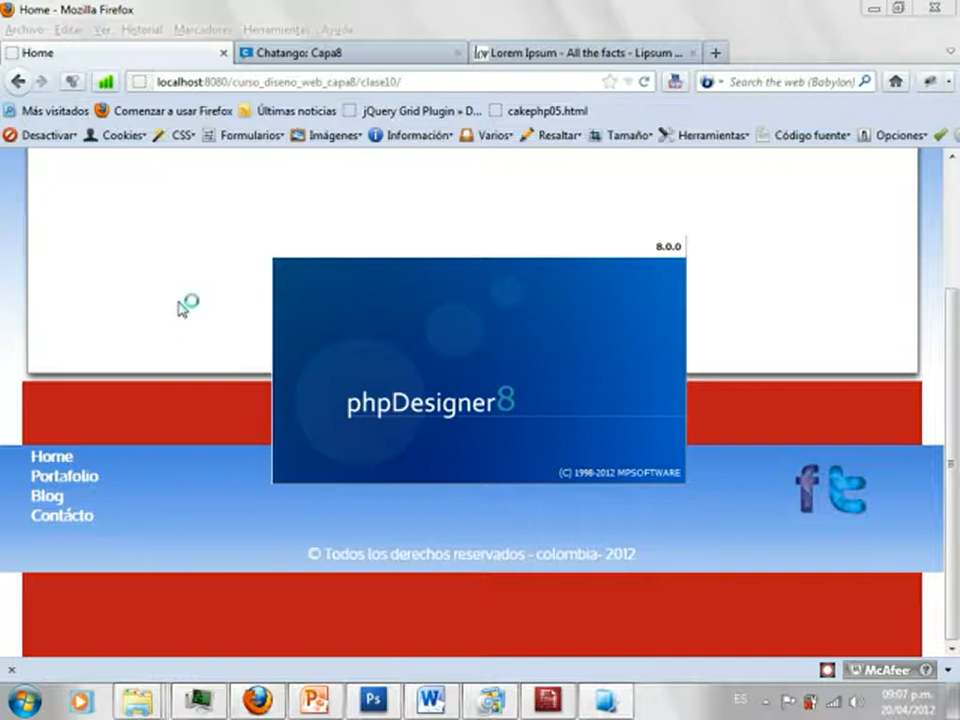 Home - Mozilla Firefox
Archivo Editar Ver Historial Marcadores Herramientas Ayuda
Home
Chatango: Capa8
Lorem Ipsum - All the facts - Lipsum ...
localhost:8080/curso_diseno_web_capa8/clase10/
Search the web (Babylon)
Más visitados
Comenzar a usar Firefox
Últimas noticias
jQuery Grid Plugin » D...
cakephp05.html
Desactivar
Cookies
CSS
Formularios
Imágenes
Información
Varios
Resaltar
Tamaño
Herramientas
Código fuente
Opciones
8.0.0
phpDesigner8
(C) 1998-2012 MPSOFTWARE
Home
Portafolio
Blog
Contácto
© Todos los derechos reservados - colombia- 2012
McAfee
ES
09:07 p.m.
20/04/2012